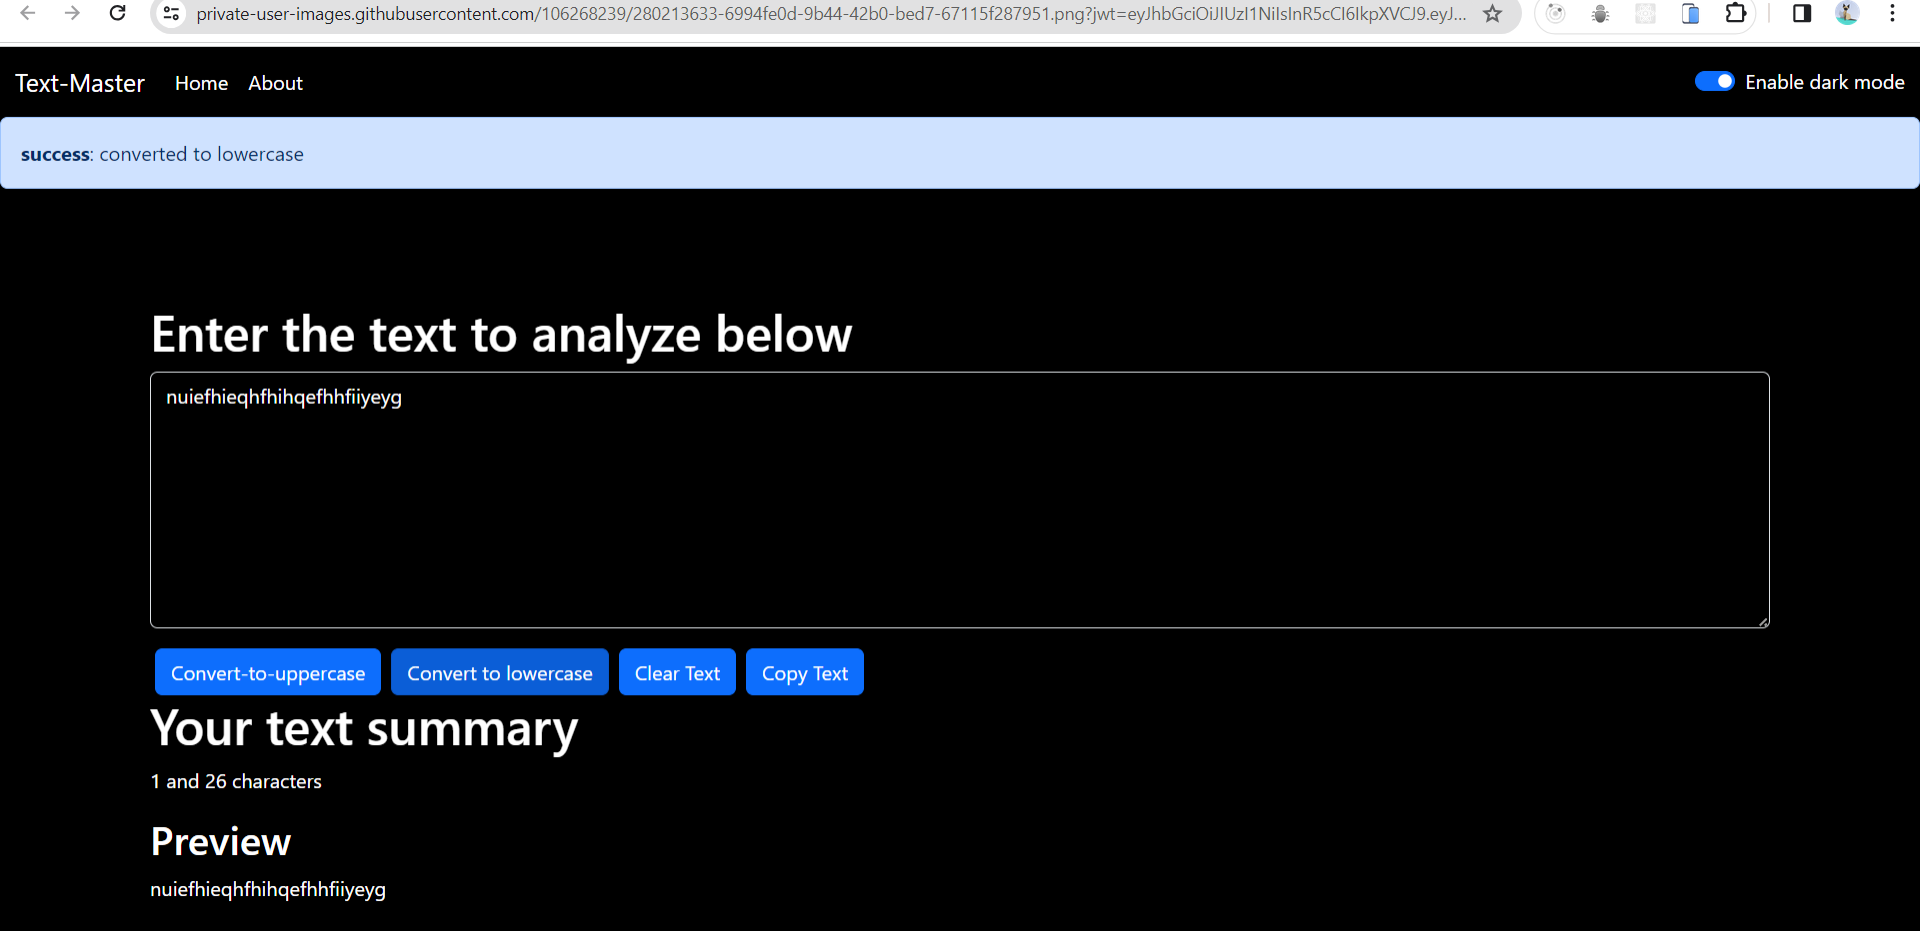 private-user-images.githubusercontent.com/106268239/280213633-6994fe0d-9b44-42b0-bed7-67115f287951.png?jwt=eyJhbGciOiJIUzI1NiIsInR5cCI6IkpXVCJ9.eyJ...
Text-Master Home About Enable dark mode
success: converted to lowercase
Enter the text to analyze below
nuiefhieqhfhihqefhhfiiyeyg
Convert-to-uppercase Convert to lowercase Clear Text Copy Text
Your text summary
1 and 26 characters
Preview
nuiefhieqhfhihqefhhfiiyeyg